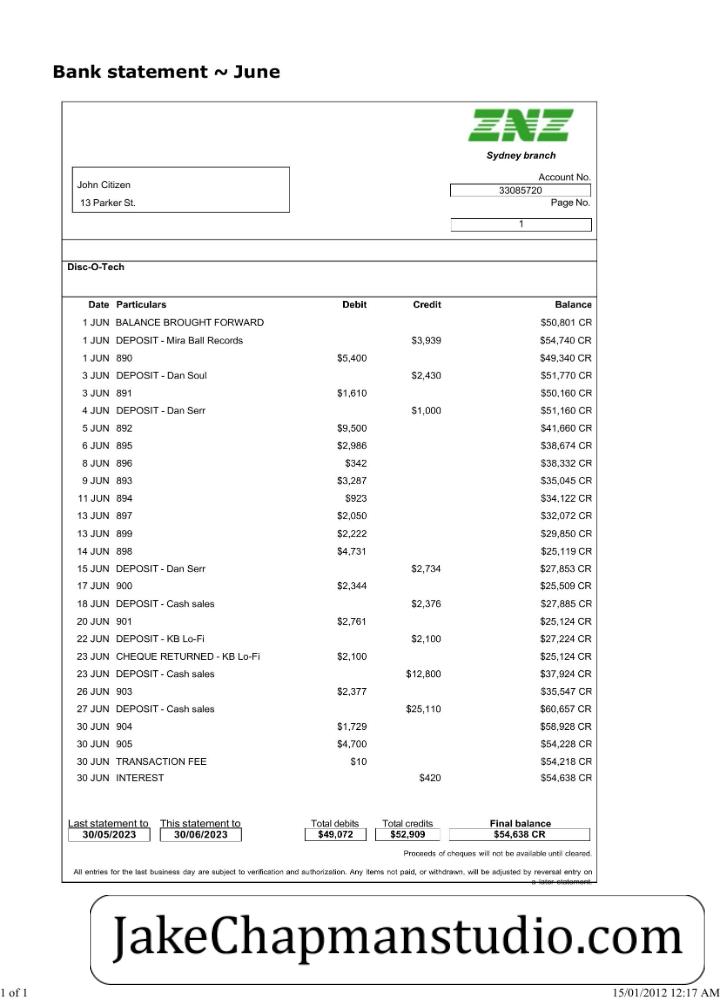 Bank statement ~ June
ZNZ
Sydney branch
Account No.
John Citizen
33085720
13 Parker St.
Page No.
1
Disc-O-Tech
Date Particulars Debit Credit Balance
1 JUN BALANCE BROUGHT FORWARD $50,801 CR
1 JUN DEPOSIT - Mira Ball Records $3,939 $54,740 CR
1 JUN 890 $5,400 $49,340 CR
3 JUN DEPOSIT - Dan Soul $2,430 $51,770 CR
3 JUN 891 $1,610 $50,160 CR
4 JUN DEPOSIT - Dan Serr $1,000 $51,160 CR
5 JUN 892 $9,500 $41,660 CR
6 JUN 895 $2,986 $38,674 CR
8 JUN 896 $342 $38,332 CR
9 JUN 893 $3,287 $35,045 CR
11 JUN 894 $923 $34,122 CR
13 JUN 897 $2,050 $32,072 CR
13 JUN 899 $2,222 $29,850 CR
14 JUN 898 $4,731 $25,119 CR
15 JUN DEPOSIT - Dan Serr $2,734 $27,853 CR
17 JUN 900 $2,344 $25,509 CR
18 JUN DEPOSIT - Cash sales $2,376 $27,885 CR
20 JUN 901 $2,761 $25,124 CR
22 JUN DEPOSIT - KB Lo-Fi $2,100 $27,224 CR
23 JUN CHEQUE RETURNED - KB Lo-Fi $2,100 $25,124 CR
23 JUN DEPOSIT - Cash sales $12,800 $37,924 CR
26 JUN 903 $2,377 $35,547 CR
27 JUN DEPOSIT - Cash sales $25,110 $60,657 CR
30 JUN 904 $1,729 $58,928 CR
30 JUN 905 $4,700 $54,228 CR
30 JUN TRANSACTION FEE $10 $54,218 CR
30 JUN INTEREST $420 $54,638 CR
Last statement to This statement to Total debits Total credits Final balance
30/05/2023 30/06/2023 $49,072 $52,909 $54,638 CR
Proceeds of cheques will not be available until cleared.
All entries for the last business day are subject to verification and authorization. Any items not paid, or withdrawn, will be adjusted by reversal entry on
a later statement.
JakeChapmanstudio.com
1 of 1 15/01/2012 12:17 AM